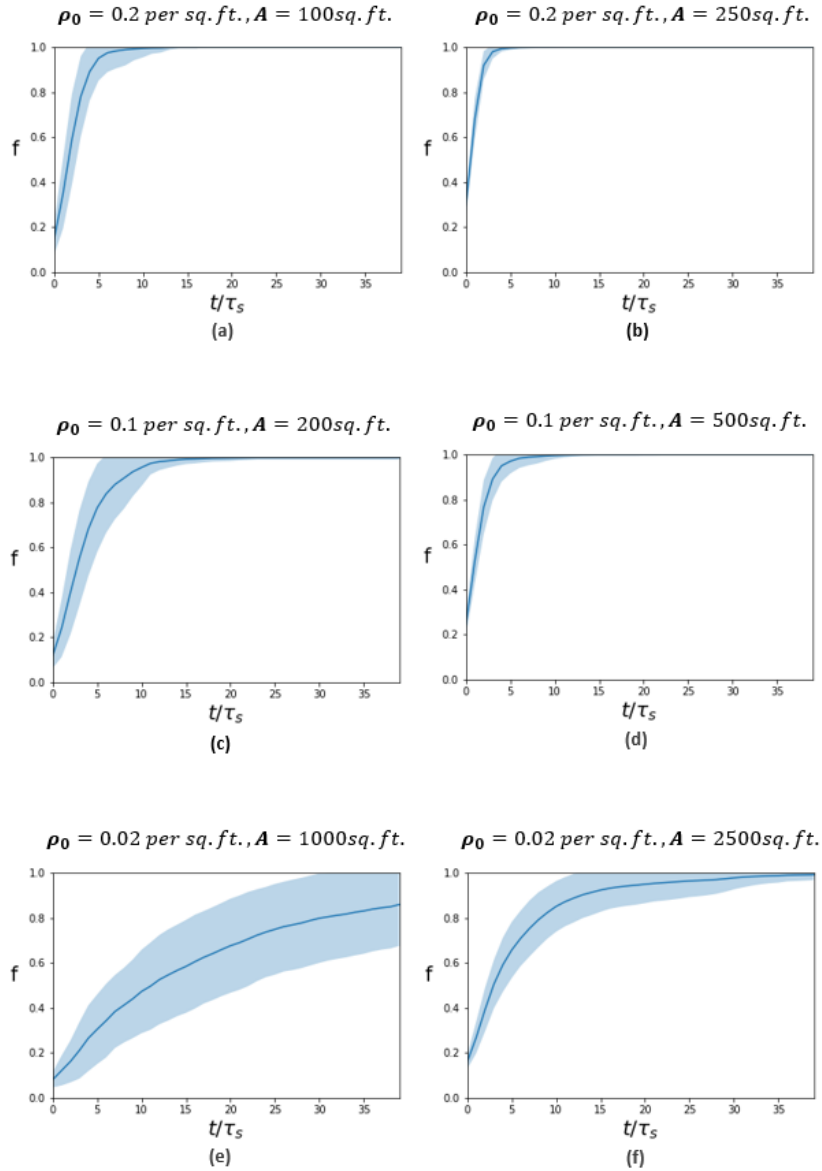 ρ₀ = 0.2 per sq. ft., A = 100sq. ft.
1.0
0.8
0.6
f
0.4
0.2
0.0
0 5 10 15 20 25 30 35
t/τₛ
(a)
ρ₀ = 0.2 per sq. ft., A = 250sq. ft.
1.0
0.8
0.6
f
0.4
0.2
0.0
0 5 10 15 20 25 30 35
t/τₛ
(b)
ρ₀ = 0.1 per sq. ft., A = 200sq. ft.
1.0
0.8
0.6
f
0.4
0.2
0.0
0 5 10 15 20 25 30 35
t/τₛ
(c)
ρ₀ = 0.1 per sq. ft., A = 500sq. ft.
1.0
0.8
0.6
f
0.4
0.2
0.0
0 5 10 15 20 25 30 35
t/τₛ
(d)
ρ₀ = 0.02 per sq. ft., A = 1000sq. ft.
1.0
0.8
0.6
f
0.4
0.2
0.0
0 5 10 15 20 25 30 35
t/τₛ
(e)
ρ₀ = 0.02 per sq. ft., A = 2500sq. ft.
1.0
0.8
0.6
f
0.4
0.2
0.0
0 5 10 15 20 25 30 35
t/τₛ
(f)